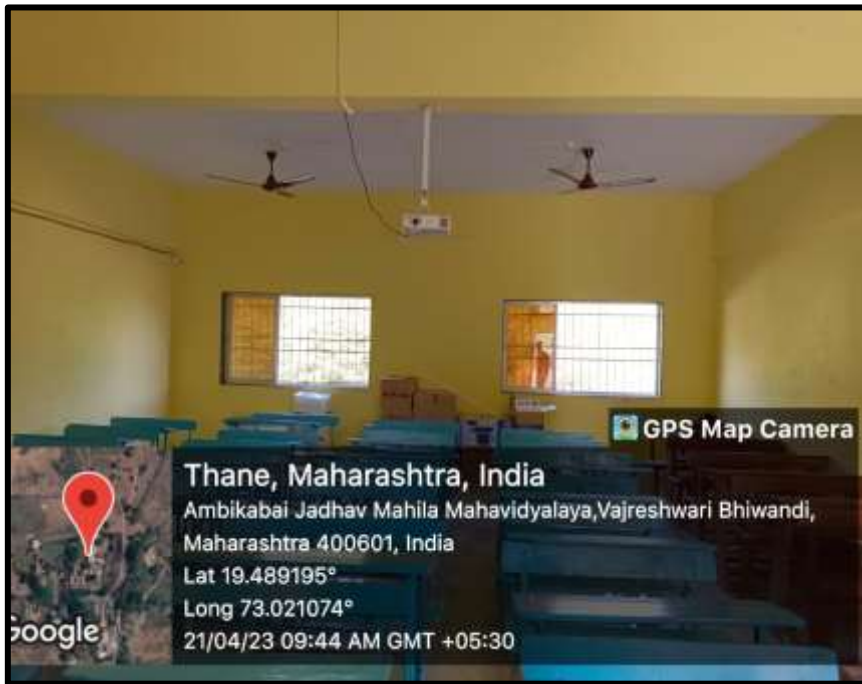 GPS Map Camera
Thane, Maharashtra, India
Ambikabai Jadhav Mahila Mahavidyalaya,Vajreshwari Bhiwandi,
Maharashtra 400601, India
Lat 19.489195°
Long 73.021074°
21/04/23 09:44 AM GMT +05:30
Google